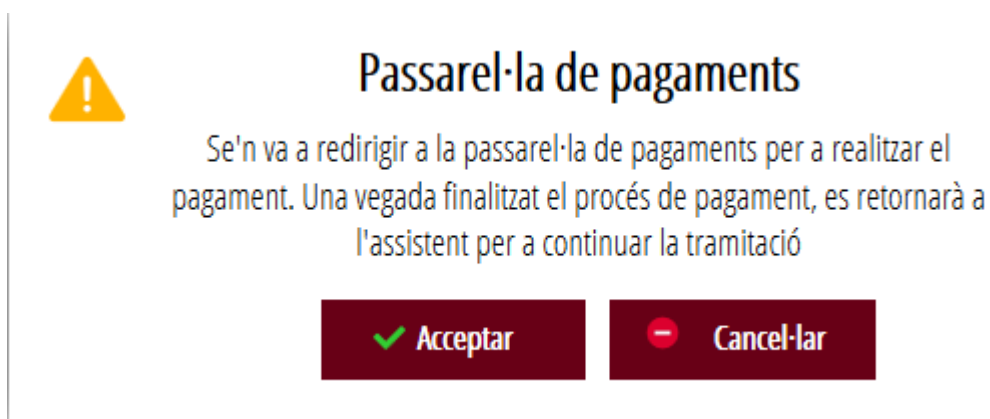 Passarel·la de pagaments
Se'n va a redirigir a la passarel·la de pagaments per a realitzar el
pagament. Una vegada finalitzat el procés de pagament, es retornarà a
l'assistent per a continuar la tramitació
Acceptar
Cancel·lar